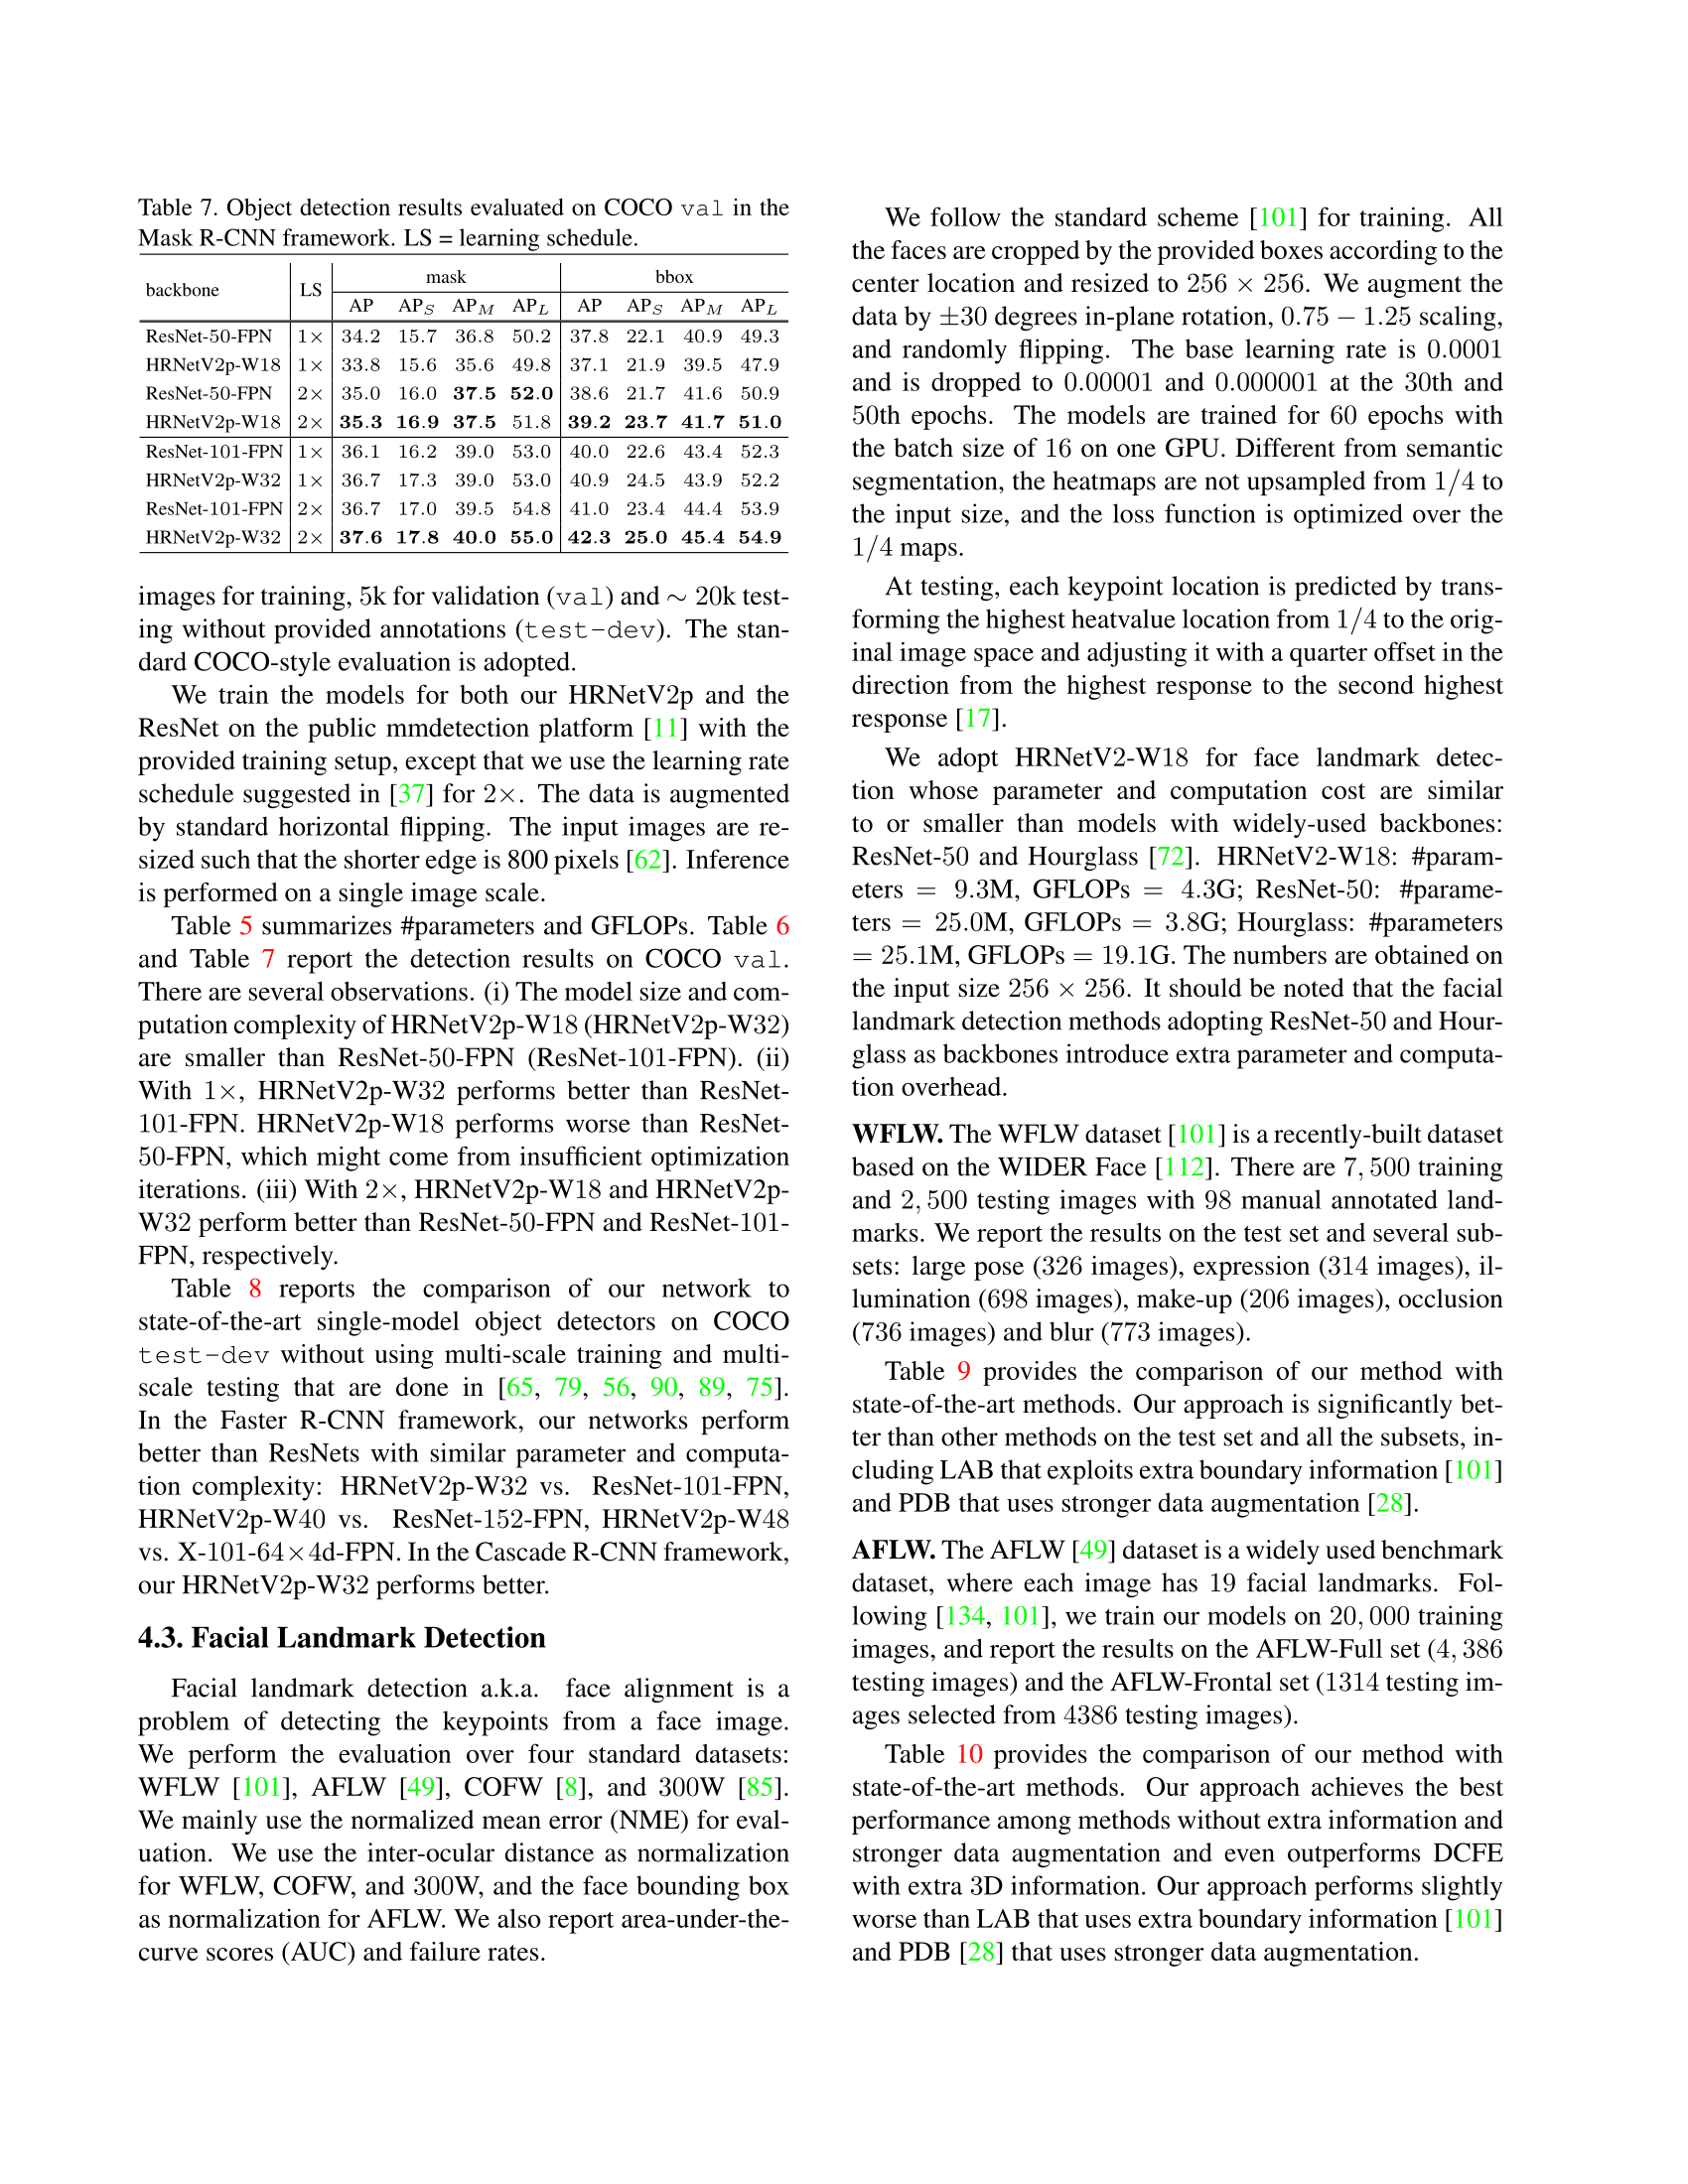 Table 7. Object detection results evaluated on COCO val in the
Mask R-CNN framework. LS = learning schedule.
backbone LS mask bbox
AP AP_S AP_M AP_L AP AP_S AP_M AP_L
ResNet-50-FPN 1× 34.2 15.7 36.8 50.2 37.8 22.1 40.9 49.3
HRNetV2p-W18 1× 33.8 15.6 35.6 49.8 37.1 21.9 39.5 47.9
ResNet-50-FPN 2× 35.0 16.0 37.5 52.0 38.6 21.7 41.6 50.9
HRNetV2p-W18 2× 35.3 16.9 37.5 51.8 39.2 23.7 41.7 51.0
ResNet-101-FPN 1× 36.1 16.2 39.0 53.0 40.0 22.6 43.4 52.3
HRNetV2p-W32 1× 36.7 17.3 39.0 53.0 40.9 24.5 43.9 52.2
ResNet-101-FPN 2× 36.7 17.0 39.5 54.8 41.0 23.4 44.4 53.9
HRNetV2p-W32 2× 37.6 17.8 40.0 55.0 42.3 25.0 45.4 54.9
images for training, 5k for validation (val) and ∼ 20k test-
ing without provided annotations (test-dev). The stan-
dard COCO-style evaluation is adopted.
We train the models for both our HRNetV2p and the
ResNet on the public mmdetection platform [11] with the
provided training setup, except that we use the learning rate
schedule suggested in [37] for 2×. The data is augmented
by standard horizontal flipping. The input images are re-
sized such that the shorter edge is 800 pixels [62]. Inference
is performed on a single image scale.
Table 5 summarizes #parameters and GFLOPs. Table 6
and Table 7 report the detection results on COCO val.
There are several observations. (i) The model size and com-
putation complexity of HRNetV2p-W18 (HRNetV2p-W32)
are smaller than ResNet-50-FPN (ResNet-101-FPN). (ii)
With 1×, HRNetV2p-W32 performs better than ResNet-
101-FPN. HRNetV2p-W18 performs worse than ResNet-
50-FPN, which might come from insufficient optimization
iterations. (iii) With 2×, HRNetV2p-W18 and HRNetV2p-
W32 perform better than ResNet-50-FPN and ResNet-101-
FPN, respectively.
Table 8 reports the comparison of our network to
state-of-the-art single-model object detectors on COCO
test-dev without using multi-scale training and multi-
scale testing that are done in [65, 79, 56, 90, 89, 75].
In the Faster R-CNN framework, our networks perform
better than ResNets with similar parameter and computa-
tion complexity: HRNetV2p-W32 vs. ResNet-101-FPN,
HRNetV2p-W40 vs. ResNet-152-FPN, HRNetV2p-W48
vs. X-101-64×4d-FPN. In the Cascade R-CNN framework,
our HRNetV2p-W32 performs better.
4.3. Facial Landmark Detection
Facial landmark detection a.k.a. face alignment is a
problem of detecting the keypoints from a face image.
We perform the evaluation over four standard datasets:
WFLW [101], AFLW [49], COFW [8], and 300W [85].
We mainly use the normalized mean error (NME) for eval-
uation. We use the inter-ocular distance as normalization
for WFLW, COFW, and 300W, and the face bounding box
as normalization for AFLW. We also report area-under-the-
curve scores (AUC) and failure rates.
We follow the standard scheme [101] for training. All
the faces are cropped by the provided boxes according to the
center location and resized to 256 × 256. We augment the
data by ±30 degrees in-plane rotation, 0.75 − 1.25 scaling,
and randomly flipping. The base learning rate is 0.0001
and is dropped to 0.00001 and 0.000001 at the 30th and
50th epochs. The models are trained for 60 epochs with
the batch size of 16 on one GPU. Different from semantic
segmentation, the heatmaps are not upsampled from 1/4 to
the input size, and the loss function is optimized over the
1/4 maps.
At testing, each keypoint location is predicted by trans-
forming the highest heatvalue location from 1/4 to the orig-
inal image space and adjusting it with a quarter offset in the
direction from the highest response to the second highest
response [17].
We adopt HRNetV2-W18 for face landmark detec-
tion whose parameter and computation cost are similar
to or smaller than models with widely-used backbones:
ResNet-50 and Hourglass [72]. HRNetV2-W18: #param-
eters = 9.3M, GFLOPs = 4.3G; ResNet-50: #parame-
ters = 25.0M, GFLOPs = 3.8G; Hourglass: #parameters
= 25.1M, GFLOPs = 19.1G. The numbers are obtained on
the input size 256 × 256. It should be noted that the facial
landmark detection methods adopting ResNet-50 and Hour-
glass as backbones introduce extra parameter and computa-
tion overhead.
WFLW. The WFLW dataset [101] is a recently-built dataset
based on the WIDER Face [112]. There are 7, 500 training
and 2, 500 testing images with 98 manual annotated land-
marks. We report the results on the test set and several sub-
sets: large pose (326 images), expression (314 images), il-
lumination (698 images), make-up (206 images), occlusion
(736 images) and blur (773 images).
Table 9 provides the comparison of our method with
state-of-the-art methods. Our approach is significantly bet-
ter than other methods on the test set and all the subsets, in-
cluding LAB that exploits extra boundary information [101]
and PDB that uses stronger data augmentation [28].
AFLW. The AFLW [49] dataset is a widely used benchmark
dataset, where each image has 19 facial landmarks. Fol-
lowing [134, 101], we train our models on 20, 000 training
images, and report the results on the AFLW-Full set (4, 386
testing images) and the AFLW-Frontal set (1314 testing im-
ages selected from 4386 testing images).
Table 10 provides the comparison of our method with
state-of-the-art methods. Our approach achieves the best
performance among methods without extra information and
stronger data augmentation and even outperforms DCFE
with extra 3D information. Our approach performs slightly
worse than LAB that uses extra boundary information [101]
and PDB [28] that uses stronger data augmentation.